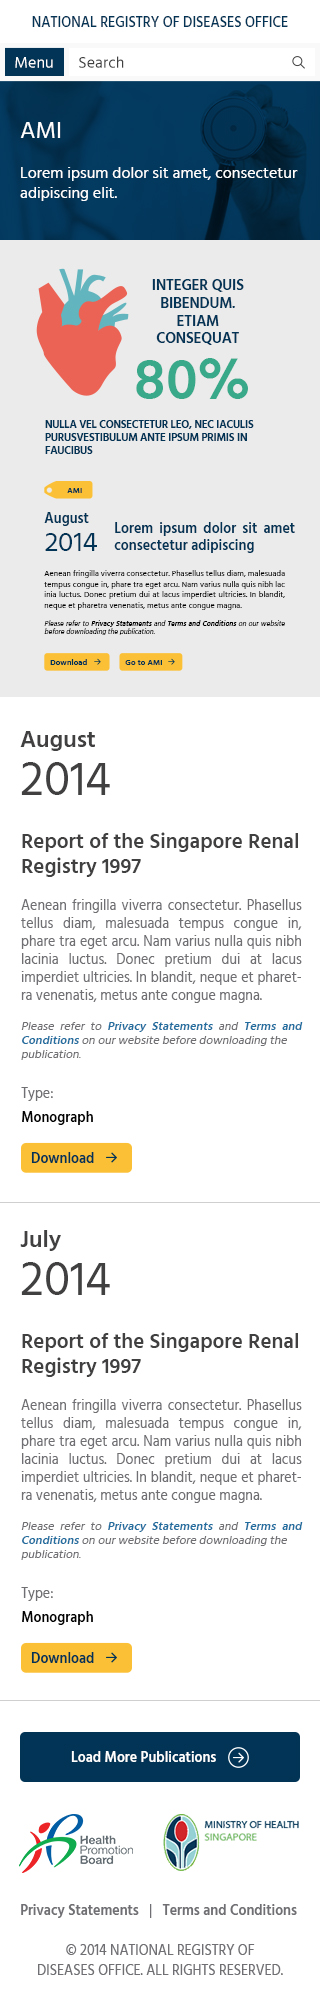 NATIONAL REGISTRY OF DISEASES OFFICE
Menu
Search
AMI
Lorem ipsum dolor sit amet, consectetur
adipiscing elit.
INTEGER QUIS
BIBENDUM.
ETIAM
CONSEQUAT
80%
NULLA VEL CONSECTETUR LEO, NEC IACULIS
PURUSVESTIBULUM ANTE IPSUM PRIMIS IN
FAUCIBUS
AMI
August
2014
Lorem ipsum dolor sit amet
consectetur adipiscing
Aenean fringilla viverra consectetur. Phasellus tellus diam, malesuada
tempus congue in, phare tra eget arcu. Nam varius nulla quis nibh lac
inia luctus. Donec pretium dui at lacus imperdiet ultricies. In blandit,
neque et pharetra venenatis, metus ante congue magna.
Please refer to Privacy Statements and Terms and Conditions on our website
before downloading the publication.
Download →
Go to AMI →
August
2014
Report of the Singapore Renal
Registry 1997
Aenean fringilla viverra consectetur. Phasellus
tellus diam, malesuada tempus congue in,
phare tra eget arcu. Nam varius nulla quis nibh
lacinia luctus. Donec pretium dui at lacus
imperdiet ultricies. In blandit, neque et pharet-
ra venenatis, metus ante congue magna.
Please refer to Privacy Statements and Terms and
Conditions on our website before downloading the
publication.
Type:
Monograph
Download →
July
2014
Report of the Singapore Renal
Registry 1997
Aenean fringilla viverra consectetur. Phasellus
tellus diam, malesuada tempus congue in,
phare tra eget arcu. Nam varius nulla quis nibh
lacinia luctus. Donec pretium dui at lacus
imperdiet ultricies. In blandit, neque et pharet-
ra venenatis, metus ante congue magna.
Please refer to Privacy Statements and Terms and
Conditions on our website before downloading the
publication.
Type:
Monograph
Download →
Load More Publications →
Health
Promotion
Board
MINISTRY OF HEALTH
SINGAPORE
Privacy Statements | Terms and Conditions
© 2014 NATIONAL REGISTRY OF
DISEASES OFFICE. ALL RIGHTS RESERVED.